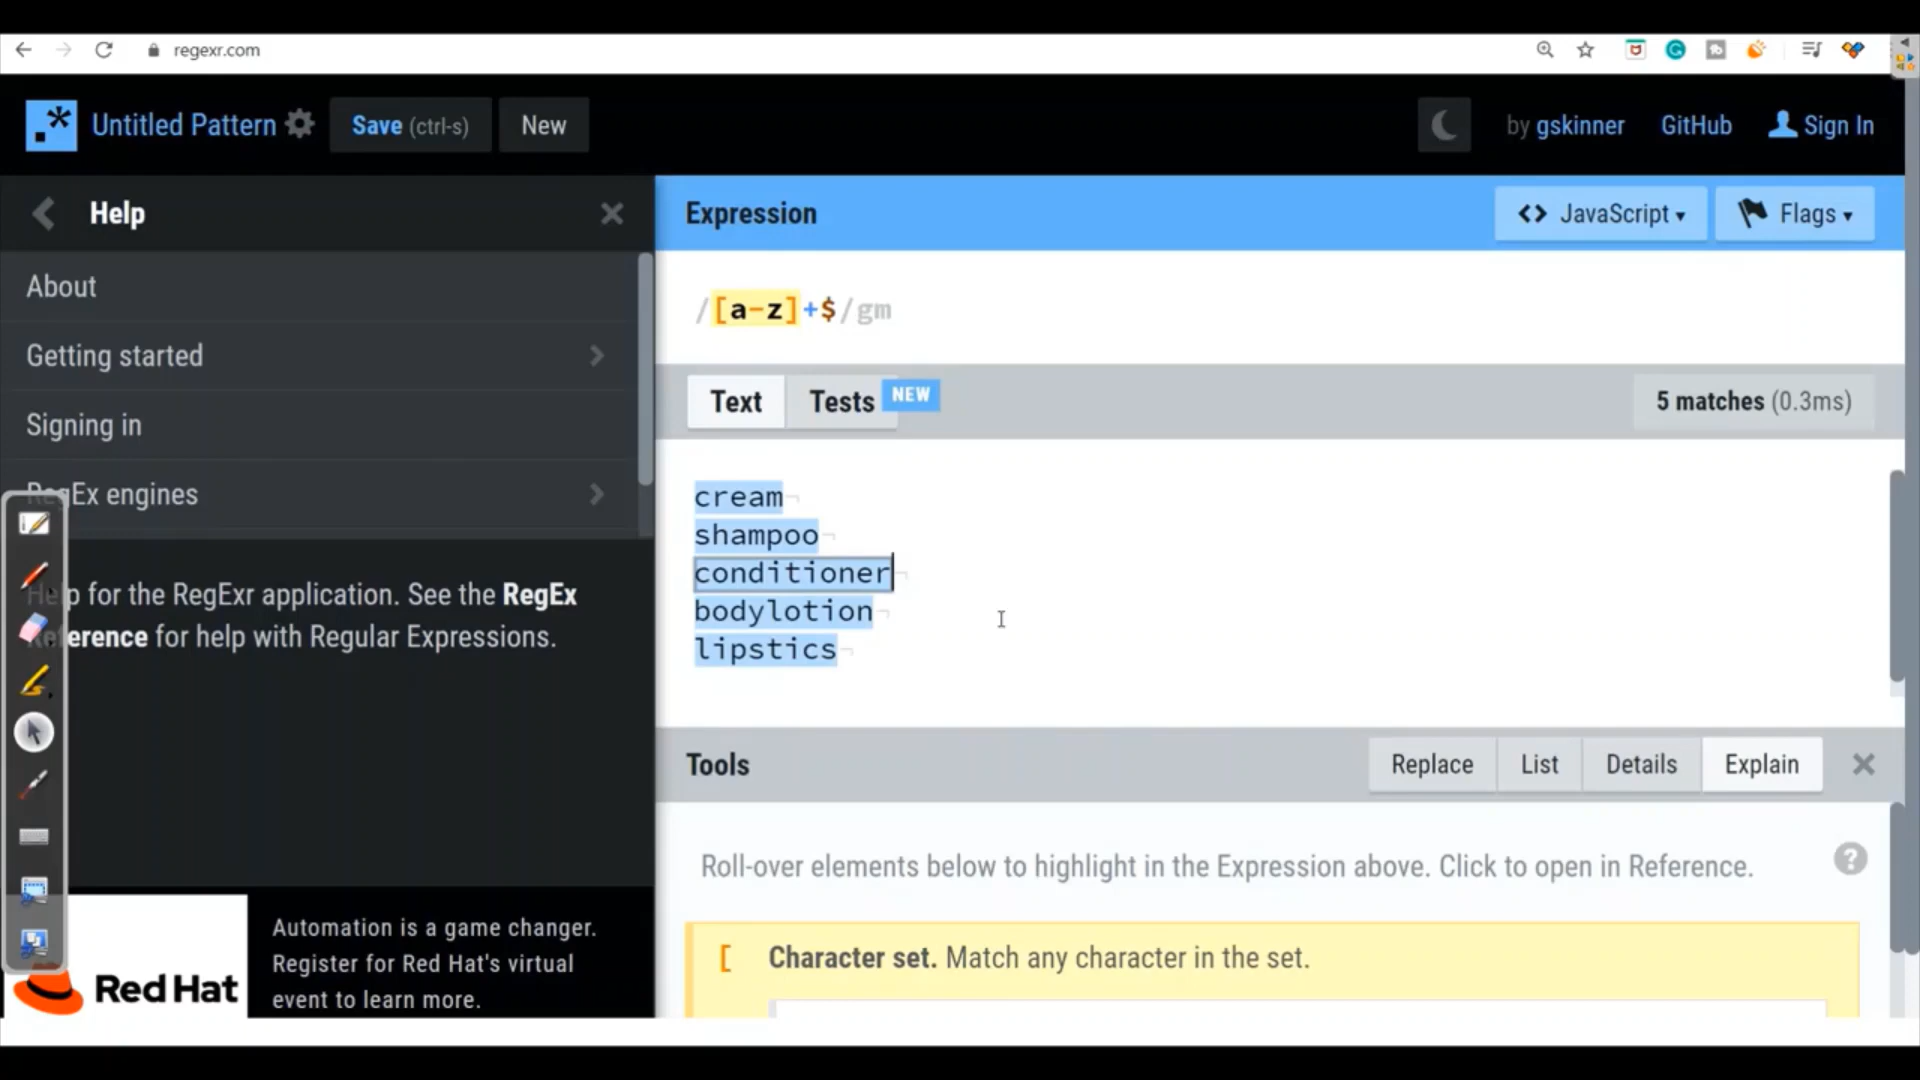 regexr.com
.* Untitled Pattern Save (ctrl-s) New by gskinner GitHub Sign In
Help
About
Getting started
Signing in
RegEx engines
Help for the RegExr application. See the RegEx
erence for help with Regular Expressions.
Red Hat
Automation is a game changer.
Register for Red Hat's virtual
event to learn more.
Expression <> JavaScript Flags
/[a-z]+$/gm
Text Tests NEW 5 matches (0.3ms)
cream
shampoo
conditioner
bodylotion
lipstics
Tools Replace List Details Explain
Roll-over elements below to highlight in the Expression above. Click to open in Reference. ?
[ Character set. Match any character in the set.